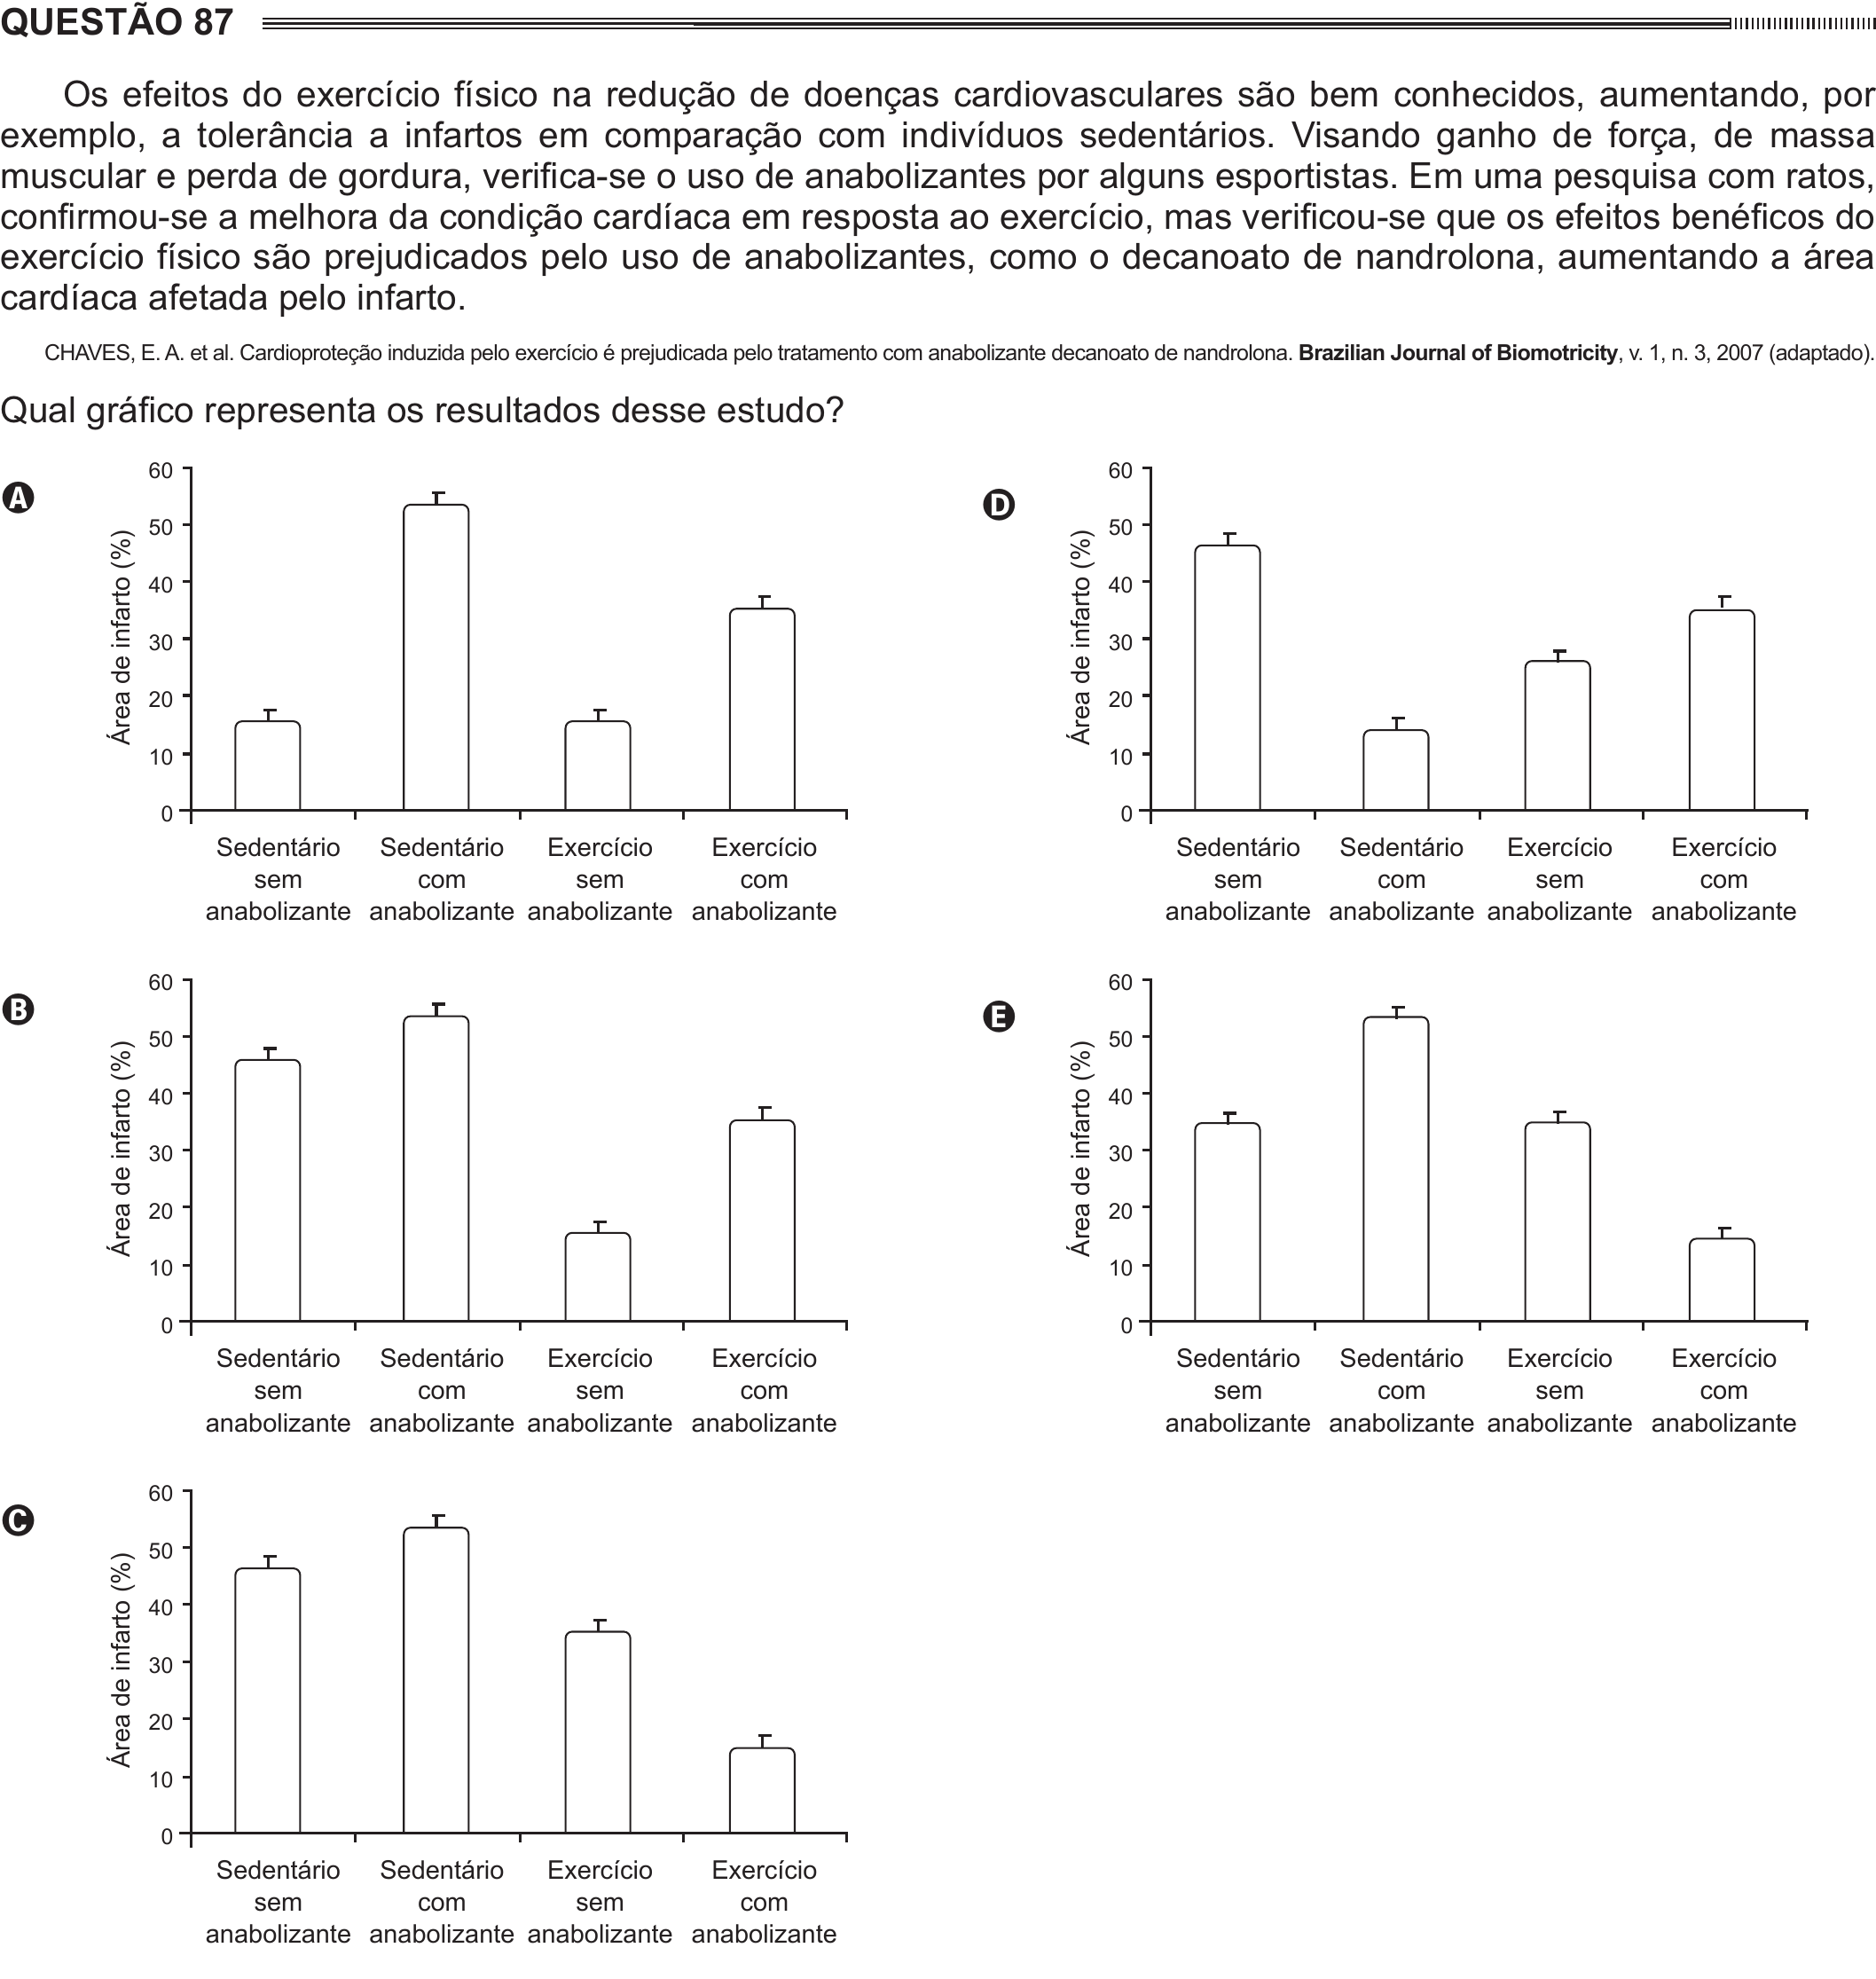 QUESTÃO 87
Os efeitos do exercício físico na redução de doenças cardiovasculares são bem conhecidos, aumentando, por
exemplo, a tolerância a infartos em comparação com indivíduos sedentários. Visando ganho de força, de massa
muscular e perda de gordura, verifica-se o uso de anabolizantes por alguns esportistas. Em uma pesquisa com ratos,
confirmou-se a melhora da condição cardíaca em resposta ao exercício, mas verificou-se que os efeitos benéficos do
exercício físico são prejudicados pelo uso de anabolizantes, como o decanoato de nandrolona, aumentando a área
cardíaca afetada pelo infarto.
CHAVES, E. A. et al. Cardioproteção induzida pelo exercício é prejudicada pelo tratamento com anabolizante decanoato de nandrolona. Brazilian Journal of Biomotricity, v. 1, n. 3, 2007 (adaptado).
Qual gráfico representa os resultados desse estudo?
A
Área de infarto (%)
60
50
40
30
20
10
0
Sedentário Sedentário Exercício Exercício
sem com sem com
anabolizante anabolizante anabolizante anabolizante
B
Área de infarto (%)
60
50
40
30
20
10
0
Sedentário Sedentário Exercício Exercício
sem com sem com
anabolizante anabolizante anabolizante anabolizante
C
Área de infarto (%)
60
50
40
30
20
10
0
Sedentário Sedentário Exercício Exercício
sem com sem com
anabolizante anabolizante anabolizante anabolizante
D
Área de infarto (%)
60
50
40
30
20
10
0
Sedentário Sedentário Exercício Exercício
sem com sem com
anabolizante anabolizante anabolizante anabolizante
E
Área de infarto (%)
60
50
40
30
20
10
0
Sedentário Sedentário Exercício Exercício
sem com sem com
anabolizante anabolizante anabolizante anabolizante